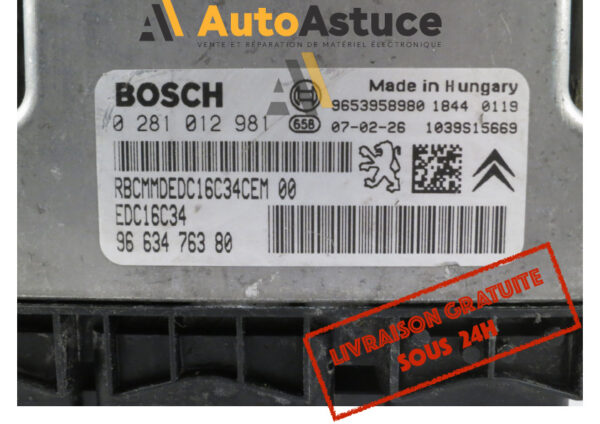 AutoAstuce
VENTE ET RÉPARATION DE MATÉRIEL ÉLECTRONIQUE
BOSCH
Made in Hungary
9653958980 1844 0119
0 281 012 981
658 07-02-26 1039S15669
RBCMMDEDC16C34CEM 00
EDC16C34
96 634 763 80
LIVRAISON GRATUITE
SOUS 24H